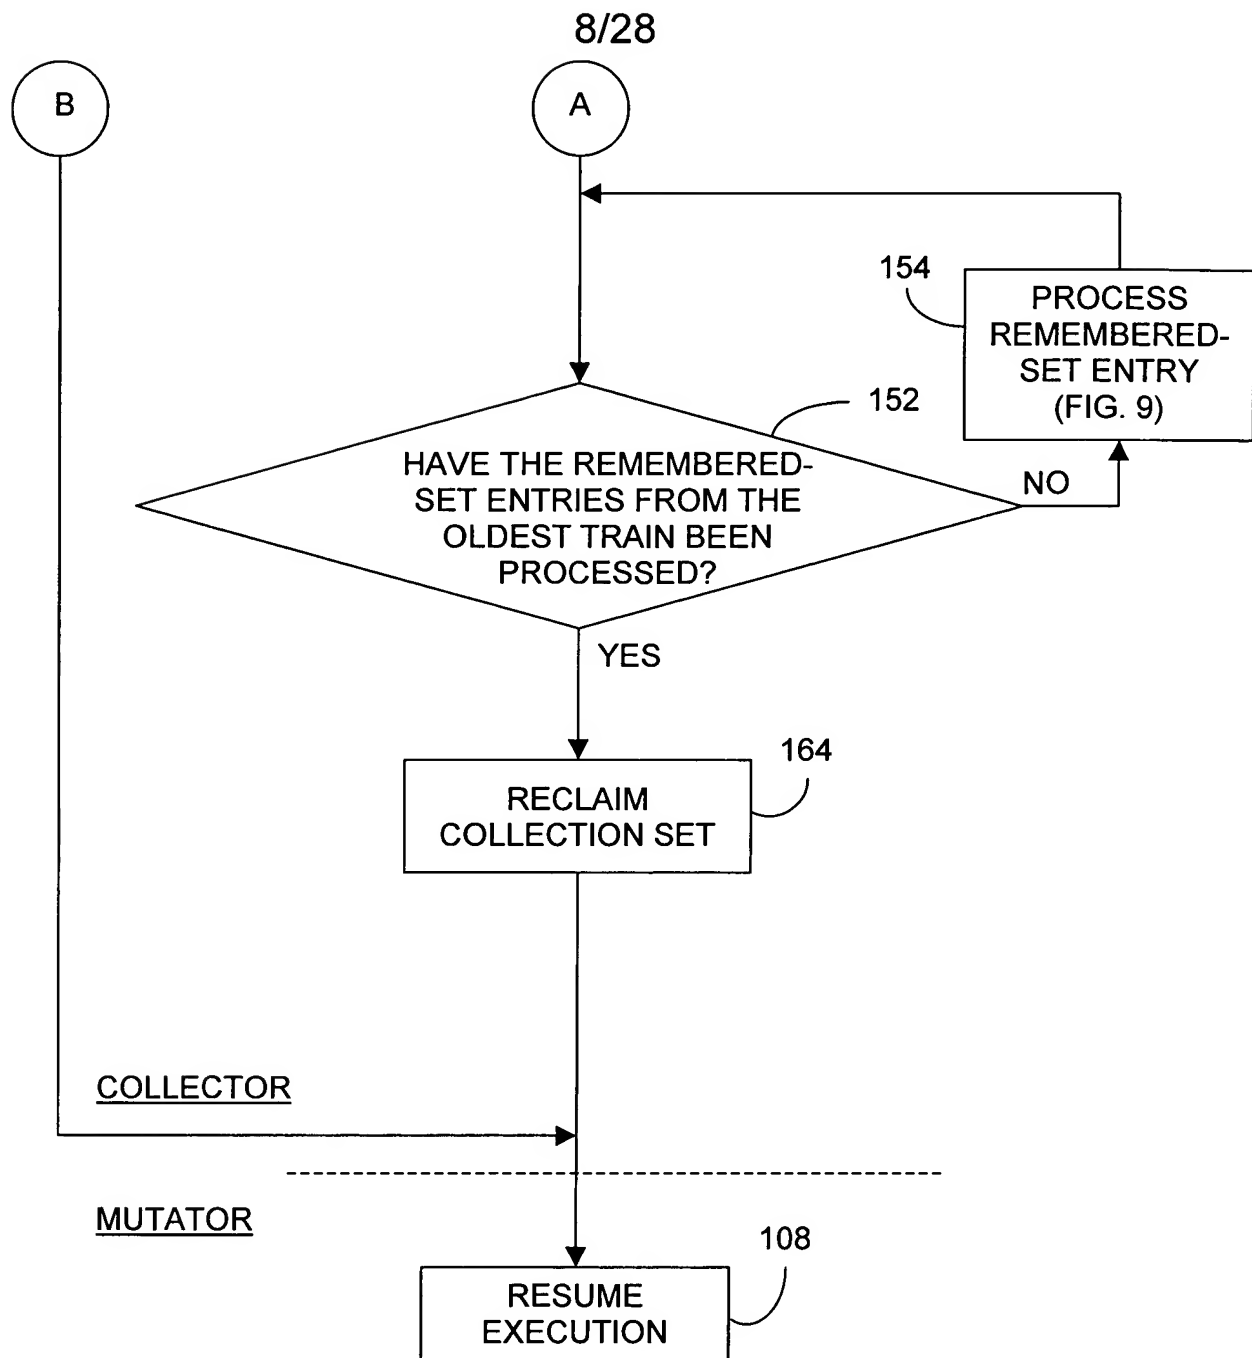 8/28
B
A
154
PROCESS
REMEMBERED-
SET ENTRY
(FIG. 9)
152
HAVE THE REMEMBERED-
SET ENTRIES FROM THE
OLDEST TRAIN BEEN
PROCESSED?
NO
YES
164
RECLAIM
COLLECTION SET
COLLECTOR
MUTATOR
108
RESUME
EXECUTION